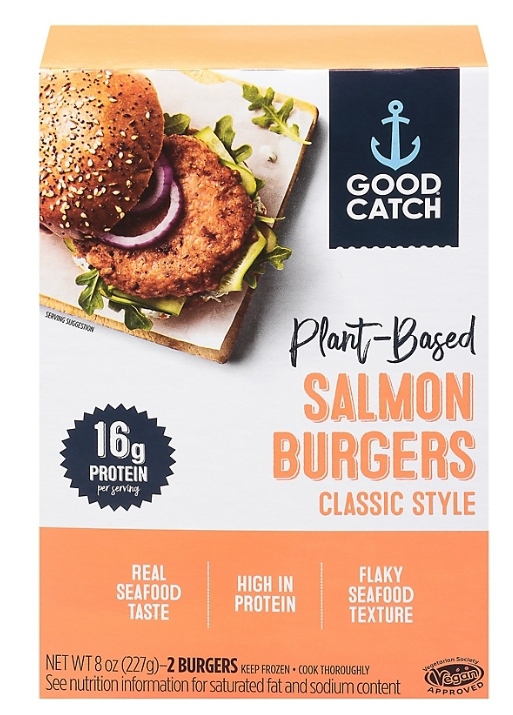 GOOD
CATCH
SERVING SUGGESTION
Plant-Based
SALMON
BURGERS
CLASSIC STYLE
16g
PROTEIN
per serving
REAL
SEAFOOD
TASTE
HIGH IN
PROTEIN
FLAKY
SEAFOOD
TEXTURE
NET WT 8 oz (227g)–2 BURGERS KEEP FROZEN • COOK THOROUGHLY
See nutrition information for saturated fat and sodium content
Vegetarian Society
Vegan
APPROVED